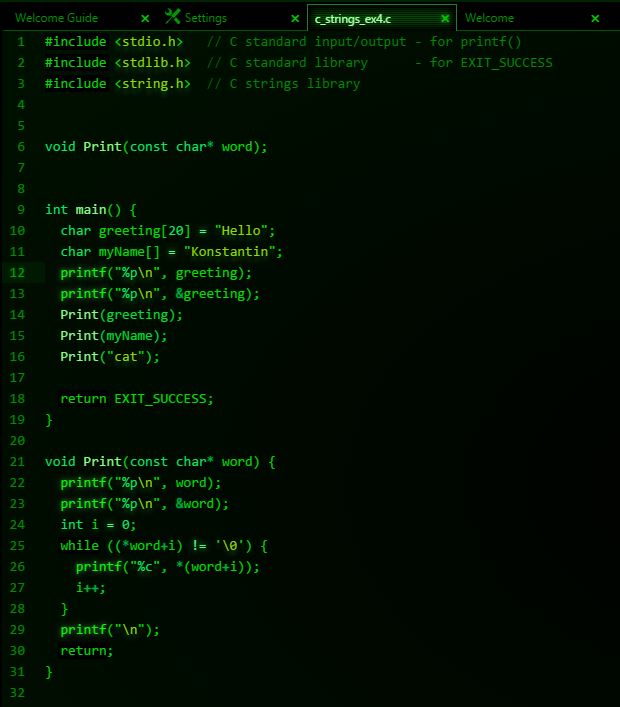 Welcome Guide × Settings × c_strings_ex4.c × Welcome ×
1 #include <stdio.h>   // C standard input/output - for printf()
2 #include <stdlib.h>  // C standard library      - for EXIT_SUCCESS
3 #include <string.h>  // C strings library
4
5
6 void Print(const char* word);
7
8
9 int main() {
10   char greeting[20] = "Hello";
11   char myName[] = "Konstantin";
12   printf("%p\n", greeting);
13   printf("%p\n", &greeting);
14   Print(greeting);
15   Print(myName);
16   Print("cat");
17
18   return EXIT_SUCCESS;
19 }
20
21 void Print(const char* word) {
22   printf("%p\n", word);
23   printf("%p\n", &word);
24   int i = 0;
25   while ((*word+i) != '\0') {
26     printf("%c", *(word+i));
27     i++;
28   }
29   printf("\n");
30   return;
31 }
32